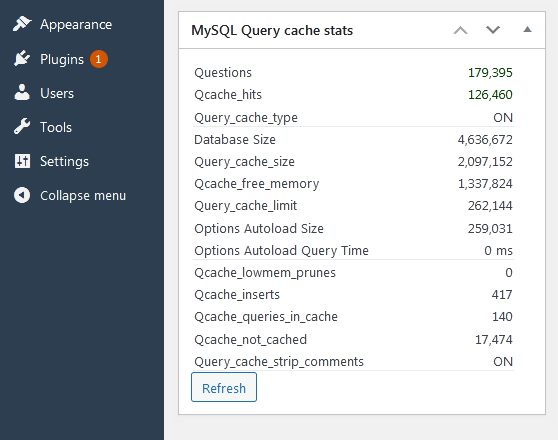 Appearance
Plugins 1
Users
Tools
Settings
Collapse menu
MySQL Query cache stats
Questions 179,395
Qcache_hits 126,460
Query_cache_type ON
Database Size 4,636,672
Query_cache_size 2,097,152
Qcache_free_memory 1,337,824
Query_cache_limit 262,144
Options Autoload Size 259,031
Options Autoload Query Time 0 ms
Qcache_lowmem_prunes 0
Qcache_inserts 417
Qcache_queries_in_cache 140
Qcache_not_cached 17,474
Query_cache_strip_comments ON
Refresh